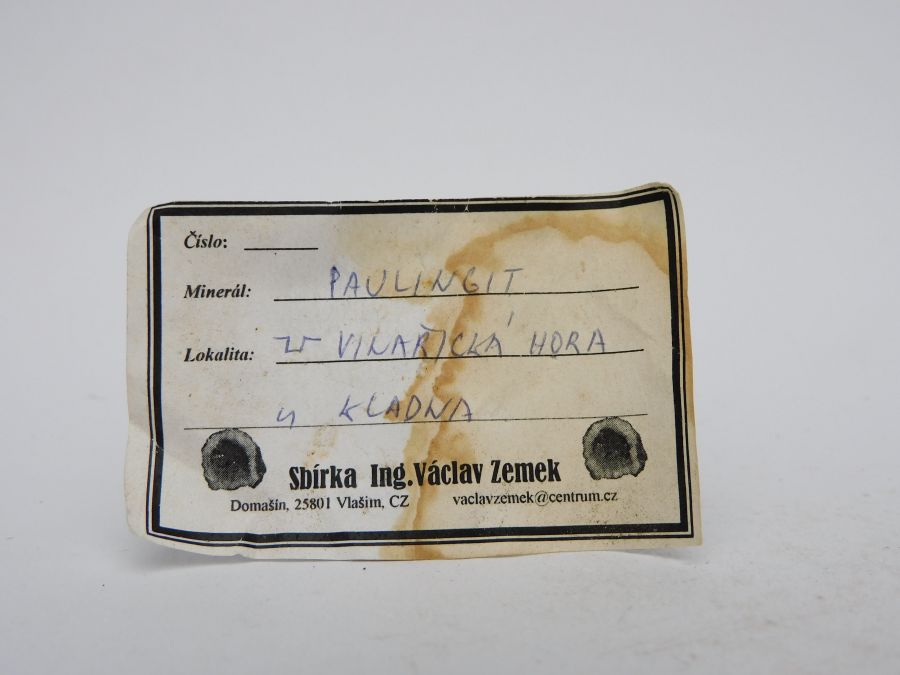 Číslo:
Minerál: PAULINGIT
Lokalita: VINAŘICKÁ HORA
u KLADNA
Sbírka Ing.Václav Zemek
Domašín, 25801 Vlašim, CZ vaclavzemek@centrum.cz